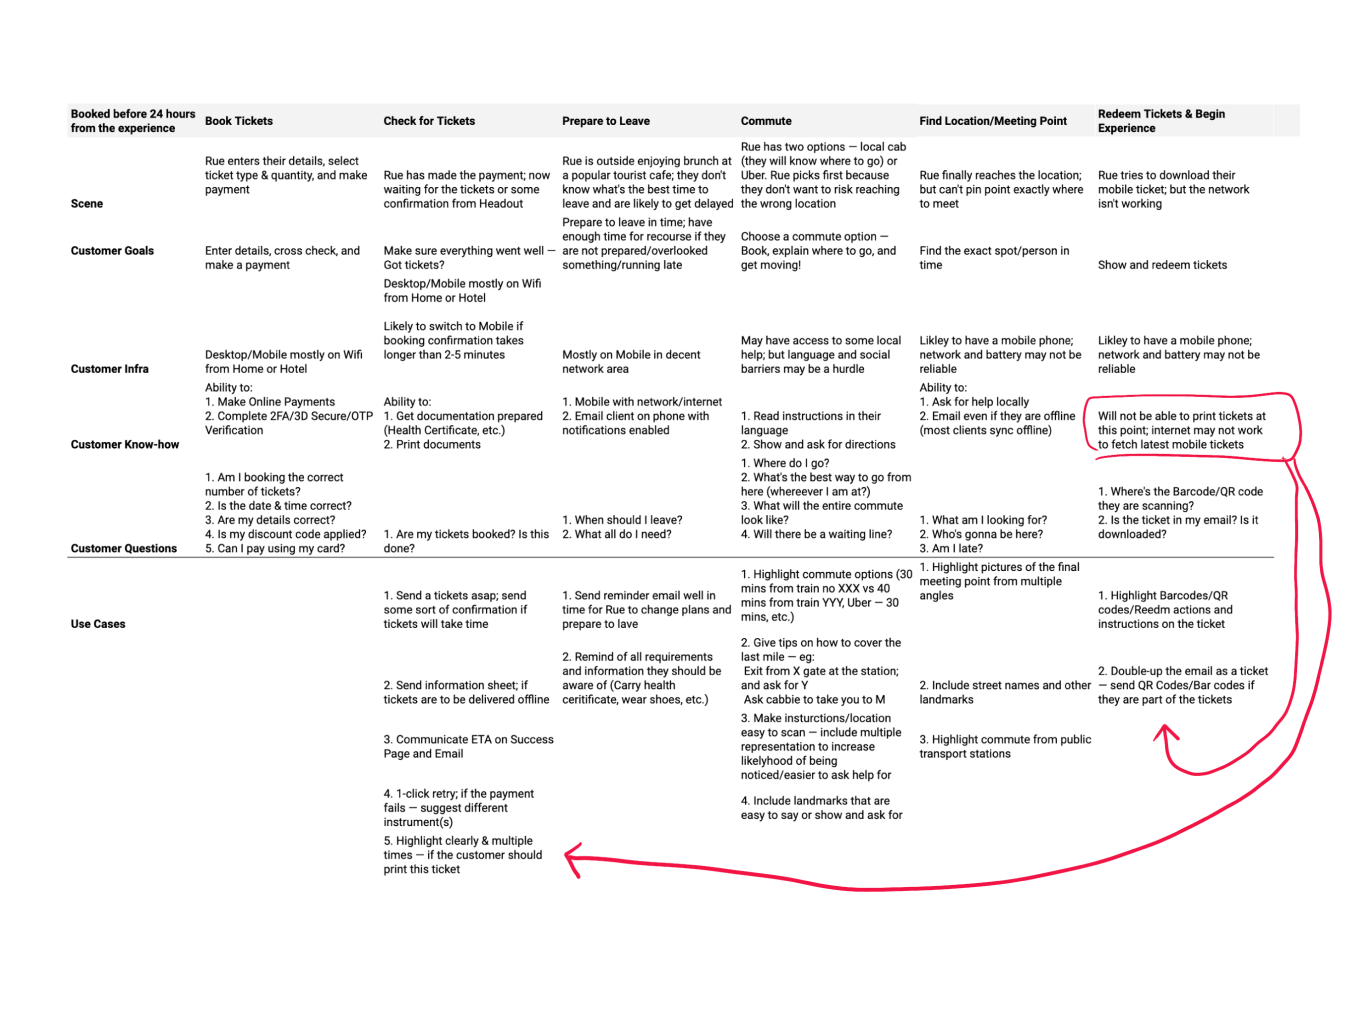 Booked before 24 hours
from the experience
Book Tickets
Check for Tickets
Prepare to Leave
Commute
Find Location/Meeting Point
Redeem Tickets & Begin
Experience
Scene
Rue enters their details, select
ticket type & quantity, and make
payment
Rue has made the payment; now
waiting for the tickets or some
confirmation from Headout
Rue is outside enjoying brunch at
a popular tourist cafe; they don't
know what's the best time to
leave and are likely to get delayed
Rue has two options — local cab
(they will know where to go) or
Uber. Rue picks first because
they don't want to risk reaching
the wrong location
Rue finally reaches the location;
but can't pin point exactly where
to meet
Rue tries to download their
mobile ticket; but the network
isn't working
Customer Goals
Enter details, cross check, and
make a payment
Make sure everything went well —
Got tickets?
Prepare to leave in time; have
enough time for recourse if they
are not prepared/overlooked
something/running late
Choose a commute option —
Book, explain where to go, and
get moving!
Find the exact spot/person in
time
Show and redeem tickets
Customer Infra
Desktop/Mobile mostly on Wifi
from Home or Hotel
Desktop/Mobile mostly on Wifi
from Home or Hotel
Likely to switch to Mobile if
booking confirmation takes
longer than 2-5 minutes
Mostly on Mobile in decent
network area
May have access to some local
help; but language and social
barriers may be a hurdle
Likley to have a mobile phone;
network and battery may not be
reliable
Likley to have a mobile phone;
network and battery may not be
reliable
Customer Know-how
Ability to:
1. Make Online Payments
2. Complete 2FA/3D Secure/OTP
Verification
Ability to:
1. Get documentation prepared
(Health Certificate, etc.)
2. Print documents
1. Mobile with network/internet
2. Email client on phone with
notifications enabled
1. Read instructions in their
language
2. Show and ask for directions
Ability to:
1. Ask for help locally
2. Email even if they are offline
(most clients sync offline)
Will not be able to print tickets at
this point; internet may not work
to fetch latest mobile tickets
Customer Questions
1. Am I booking the correct
number of tickets?
2. Is the date & time correct?
3. Are my details correct?
4. Is my discount code applied?
5. Can I pay using my card?
1. Are my tickets booked? Is this
done?
1. When should I leave?
2. What all do I need?
1. Where do I go?
2. What's the best way to go from
here (whereever I am at?)
3. What will the entire commute
look like?
4. Will there be a waiting line?
1. What am I looking for?
2. Who's gonna be here?
3. Am I late?
1. Where's the Barcode/QR code
they are scanning?
2. Is the ticket in my email? Is it
downloaded?
Use Cases
1. Send a tickets asap; send
some sort of confirmation if
tickets will take time
1. Send reminder email well in
time for Rue to change plans and
prepare to lave
1. Highlight commute options (30
mins from train no XXX vs 40
mins from train YYY, Uber — 30
mins, etc.)
1. Highlight pictures of the final
meeting point from multiple
angles
1. Highlight Barcodes/QR
codes/Reedm actions and
instructions on the ticket
2. Send information sheet; if
tickets are to be delivered offline
2. Remind of all requirements
and information they should be
aware of (Carry health
ceritificate, wear shoes, etc.)
2. Give tips on how to cover the
last mile — eg:
Exit from X gate at the station;
and ask for Y
Ask cabbie to take you to M
2. Include street names and other
landmarks
2. Double-up the email as a ticket
— send QR Codes/Bar codes if
they are part of the tickets
3. Communicate ETA on Success
Page and Email
3. Make insturctions/location
easy to scan — include multiple
representation to increase
likelyhood of being
noticed/easier to ask help for
3. Highlight commute from public
transport stations
4. 1-click retry; if the payment
fails — suggest different
instrument(s)
4. Include landmarks that are
easy to say or show and ask for
5. Highlight clearly & multiple
times — if the customer should
print this ticket